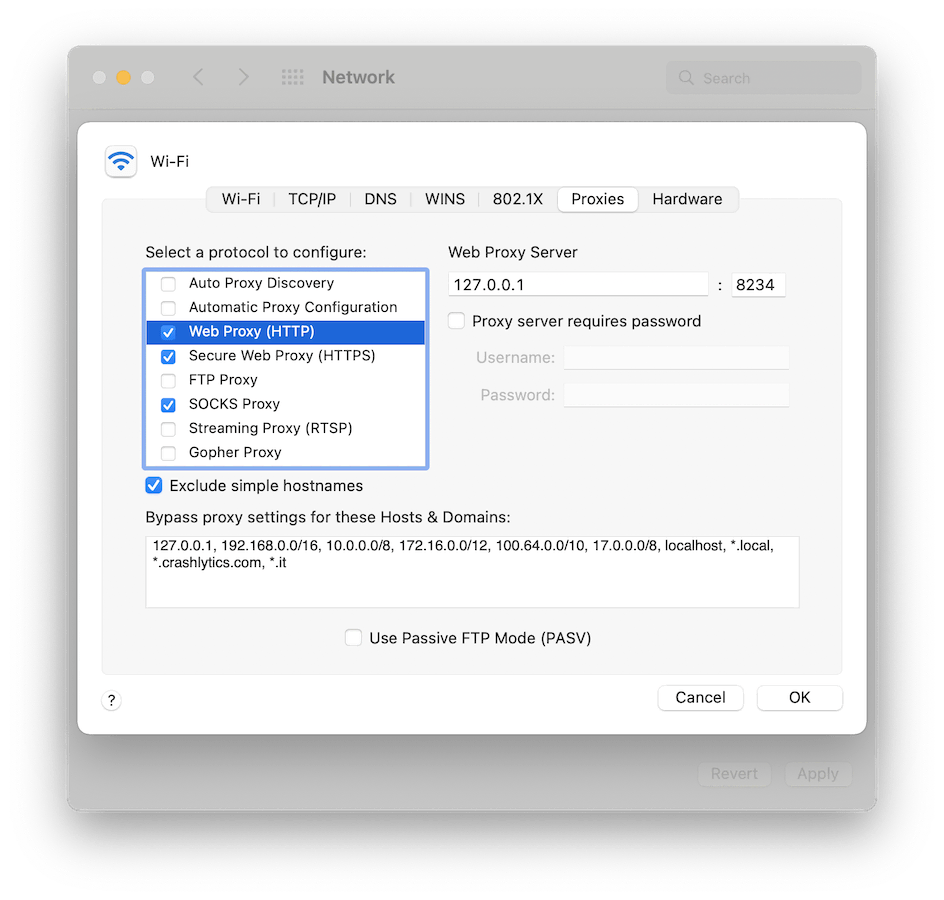 Network
Search
Wi-Fi
Wi-Fi TCP/IP DNS WINS 802.1X Proxies Hardware
Select a protocol to configure:
Auto Proxy Discovery
Automatic Proxy Configuration
Web Proxy (HTTP)
Secure Web Proxy (HTTPS)
FTP Proxy
SOCKS Proxy
Streaming Proxy (RTSP)
Gopher Proxy
Web Proxy Server
127.0.0.1 : 8234
Proxy server requires password
Username:
Password:
Exclude simple hostnames
Bypass proxy settings for these Hosts & Domains:
127.0.0.1, 192.168.0.0/16, 10.0.0.0/8, 172.16.0.0/12, 100.64.0.0/10, 17.0.0.0/8, localhost, *.local,
*.crashlytics.com, *.it
Use Passive FTP Mode (PASV)
?
Cancel
OK
Revert
Apply